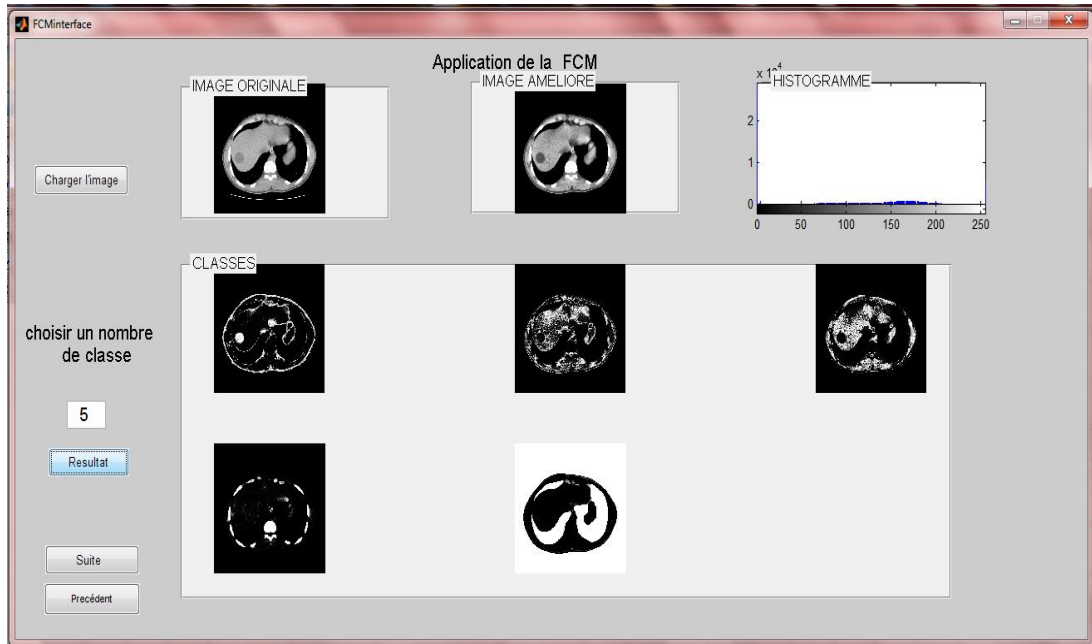 FCMinterface
Application de la FCM
IMAGE ORIGINALE
IMAGE AMELIORE
HISTOGRAMME
x 10^4
2
1
0
0 50 100 150 200 250
Charger l'image
CLASSES
choisir un nombre
de classe
5
Resultat
Suite
Precédent